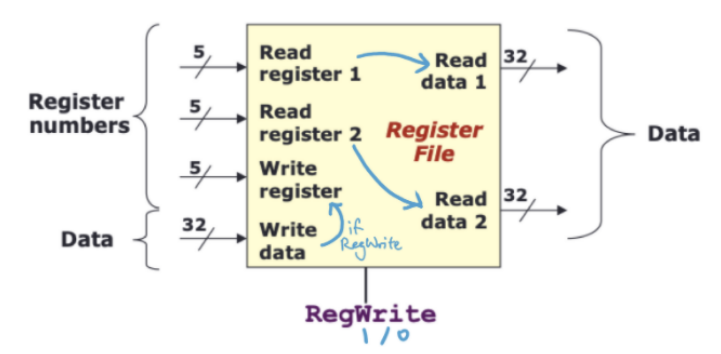 5
Read
register 1
Read
data 1
32
Register
numbers
5
Read
register 2
Register
File
Data
5
Write
register
Read
data 2
32
Data
32
Write
data
if
RegWrite
RegWrite
1 / 0